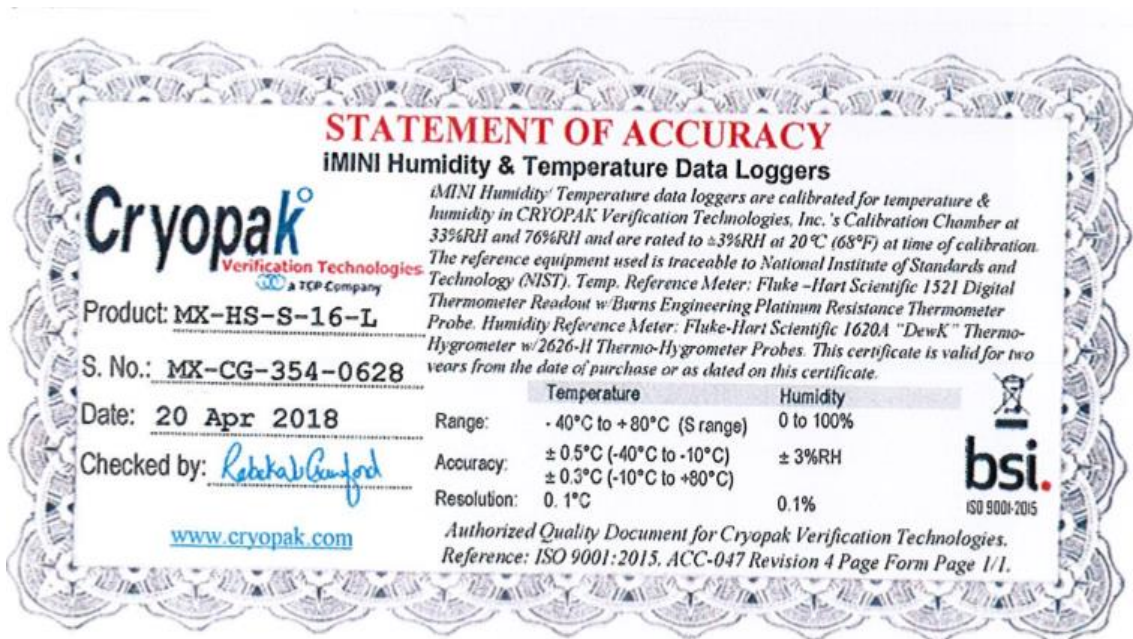 STATEMENT OF ACCURACY
iMINI Humidity & Temperature Data Loggers
Cryopak
Verification Technologies
a TCP Company
Product: MX-HS-S-16-L
S. No.: MX-CG-354-0628
Date: 20 Apr 2018
Checked by: Rebekah Crawford
www.cryopak.com
iMINI Humidity/ Temperature data loggers are calibrated for temperature &
humidity in CRYOPAK Verification Technologies, Inc. 's Calibration Chamber at
33%RH and 76%RH and are rated to ±3%RH at 20°C (68°F) at time of calibration.
The reference equipment used is traceable to National Institute of Standards and
Technology (NIST). Temp. Reference Meter: Fluke –Hart Scientific 1521 Digital
Thermometer Readout w/Burns Engineering Platinum Resistance Thermometer
Probe. Humidity Reference Meter: Fluke-Hart Scientific 1620A "DewK" Thermo-
Hygrometer w/2626-H Thermo-Hygrometer Probes. This certificate is valid for two
years from the date of purchase or as dated on this certificate.
Temperature Humidity
Range: - 40°C to + 80°C (S range) 0 to 100%
Accuracy: ± 0.5°C (-40°C to -10°C) ± 3%RH
± 0.3°C (-10°C to +80°C)
Resolution: 0. 1°C 0.1%
bsi.
ISO 9001-2015
Authorized Quality Document for Cryopak Verification Technologies.
Reference: ISO 9001:2015, ACC-047 Revision 4 Page Form Page 1/1.